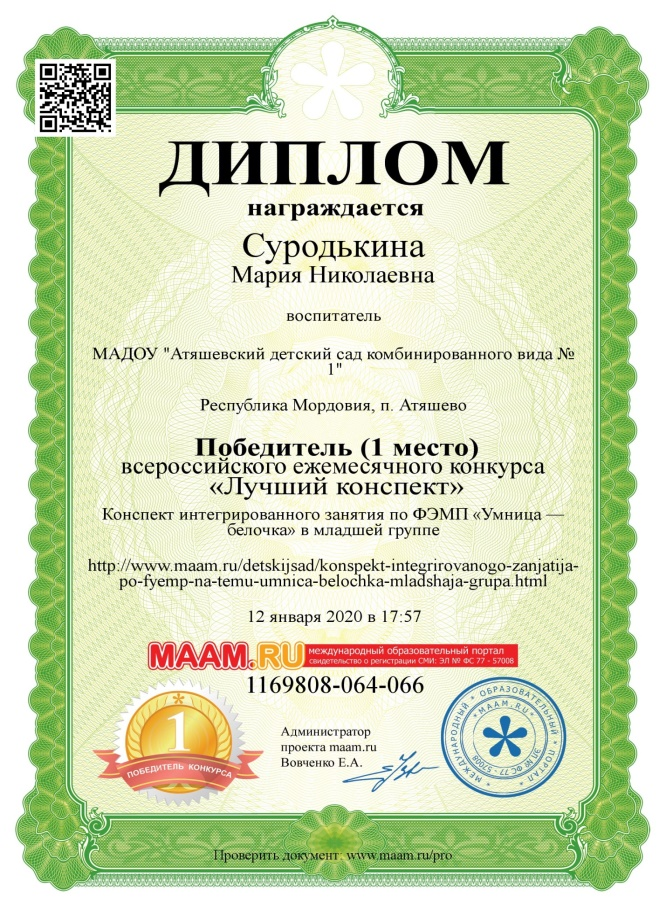 ДИПЛОМ
награждается
Суродькина
Мария Николаевна
воспитатель
МАДОУ "Атяшевский детский сад комбинированного вида №
1"
Республика Мордовия, п. Атяшево
Победитель (1 место)
всероссийского ежемесячного конкурса
«Лучший конспект»
Конспект интегрированного занятия по ФЭМП «Умница —
белочка» в младшей группе
http://www.maam.ru/detskijsad/konspekt-integrirovanogo-zanjatija-
po-fyemp-na-temu-umnica-belochka-mladshaja-grupa.html
12 января 2020 в 17:57
MAAM.RU
международный образовательный портал
свидетельство о регистрации СМИ: ЭЛ № ФС 77 - 57008
1169808-064-066
1
ПОБЕДИТЕЛЬ КОНКУРСА
Администратор
проекта maam.ru
Вовченко Е.А.
* МЕЖДУНАРОДНЫЙ * ОБРАЗОВАТЕЛЬНЫЙ * ПОРТАЛ *
* MAAM.RU *
ЭЛ № ФС 77 - 57008
Проверить документ: www.maam.ru/pro